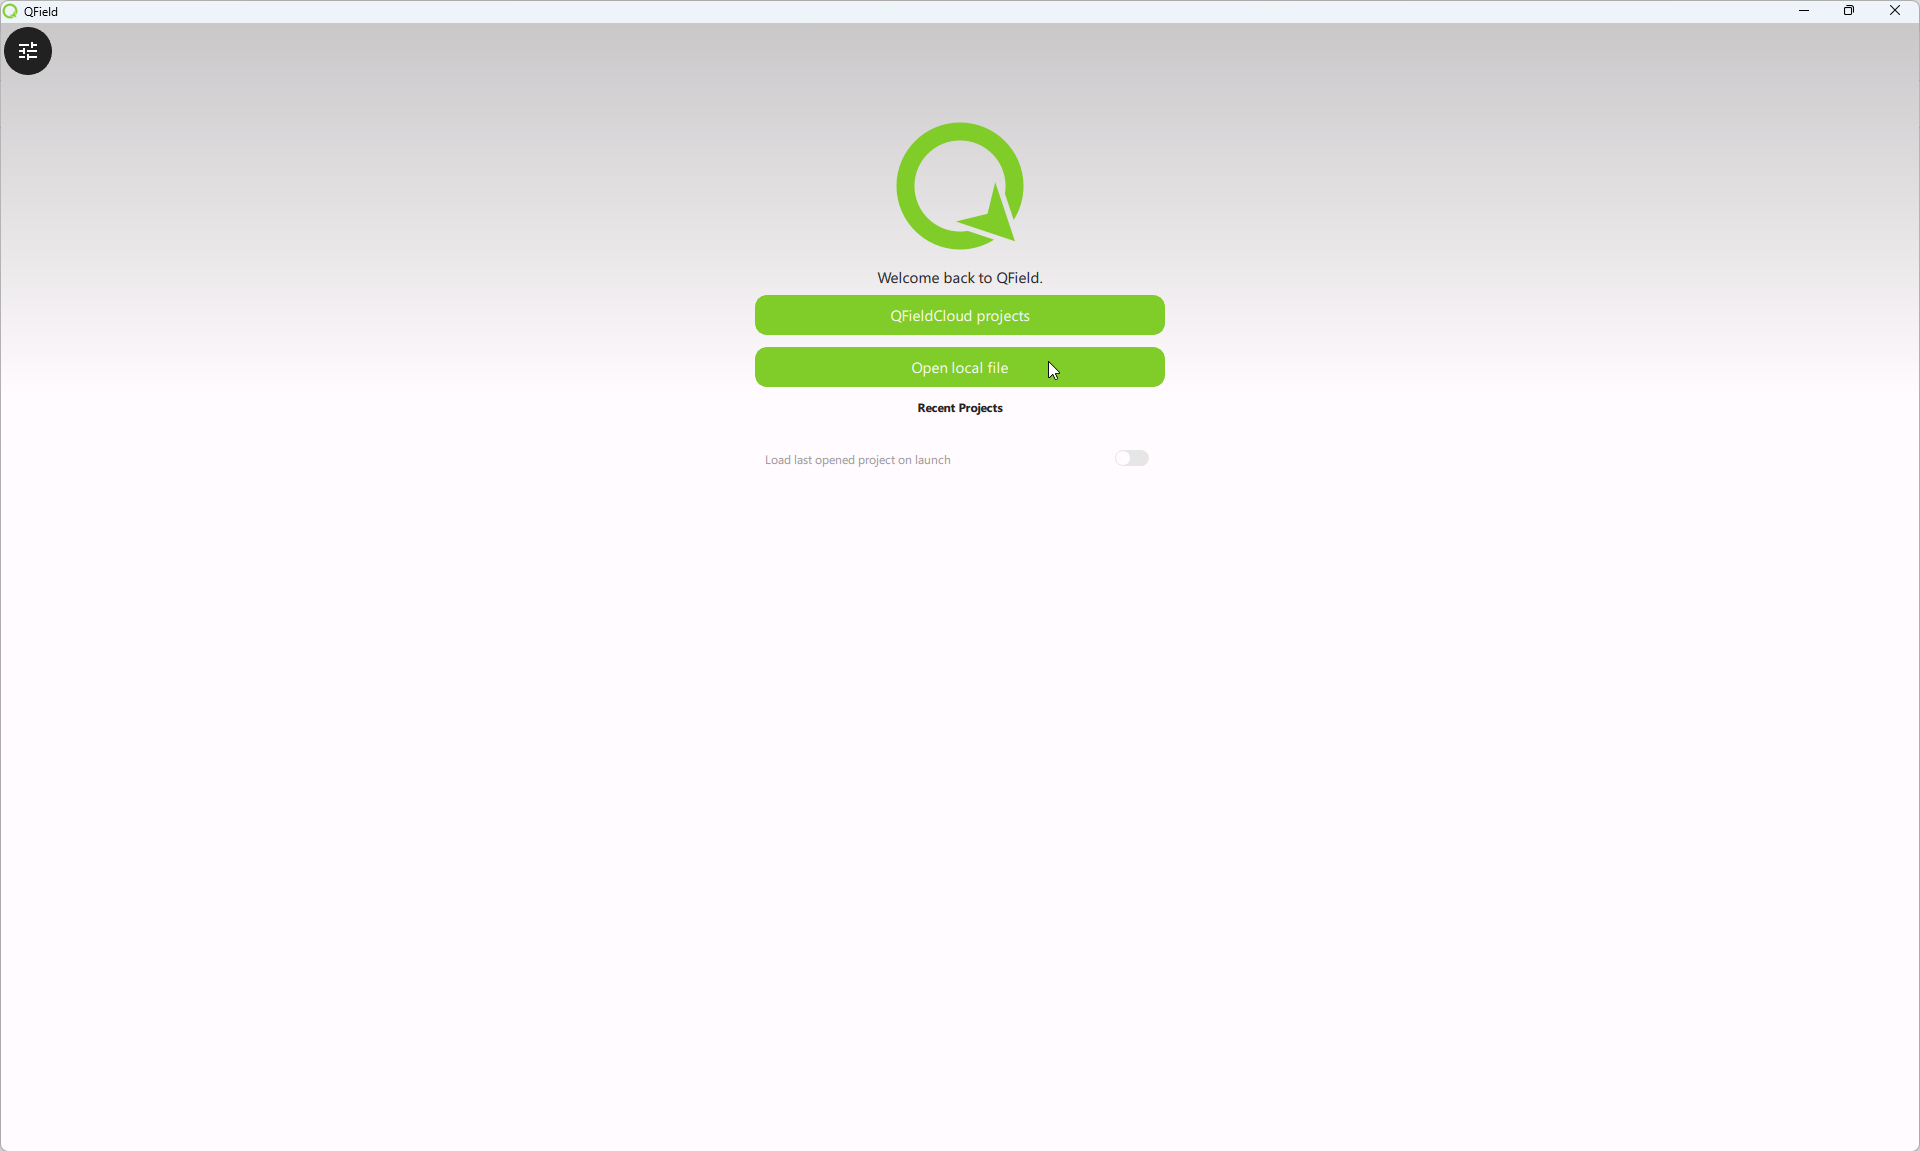 QField
Welcome back to QField.
QFieldCloud projects
Open local file
Recent Projects
Load last opened project on launch